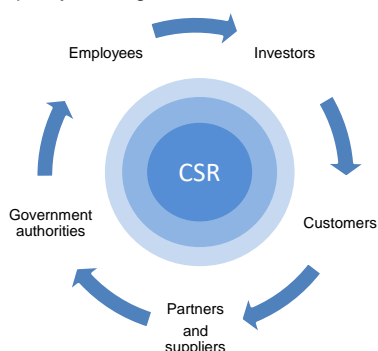 Employees
Investors
CSR
Government
authorities
Customers
Partners
and
suppliers